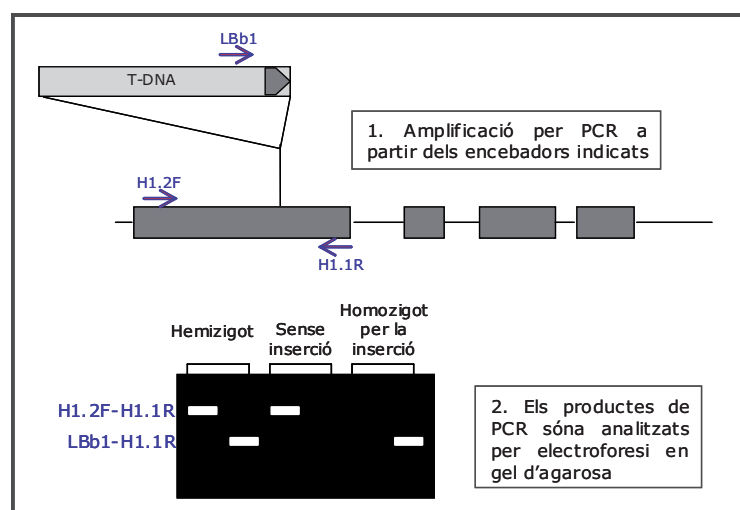 LBb1
T-DNA
1. Amplificació per PCR a
partir dels encebadors indicats
H1.2F
H1.1R
Hemizigot
Sense
inserció
Homozigot
per la
inserció
H1.2F-H1.1R
LBb1-H1.1R
2. Els productes de
PCR sóna analitzats
per electroforesi en
gel d'agarosa